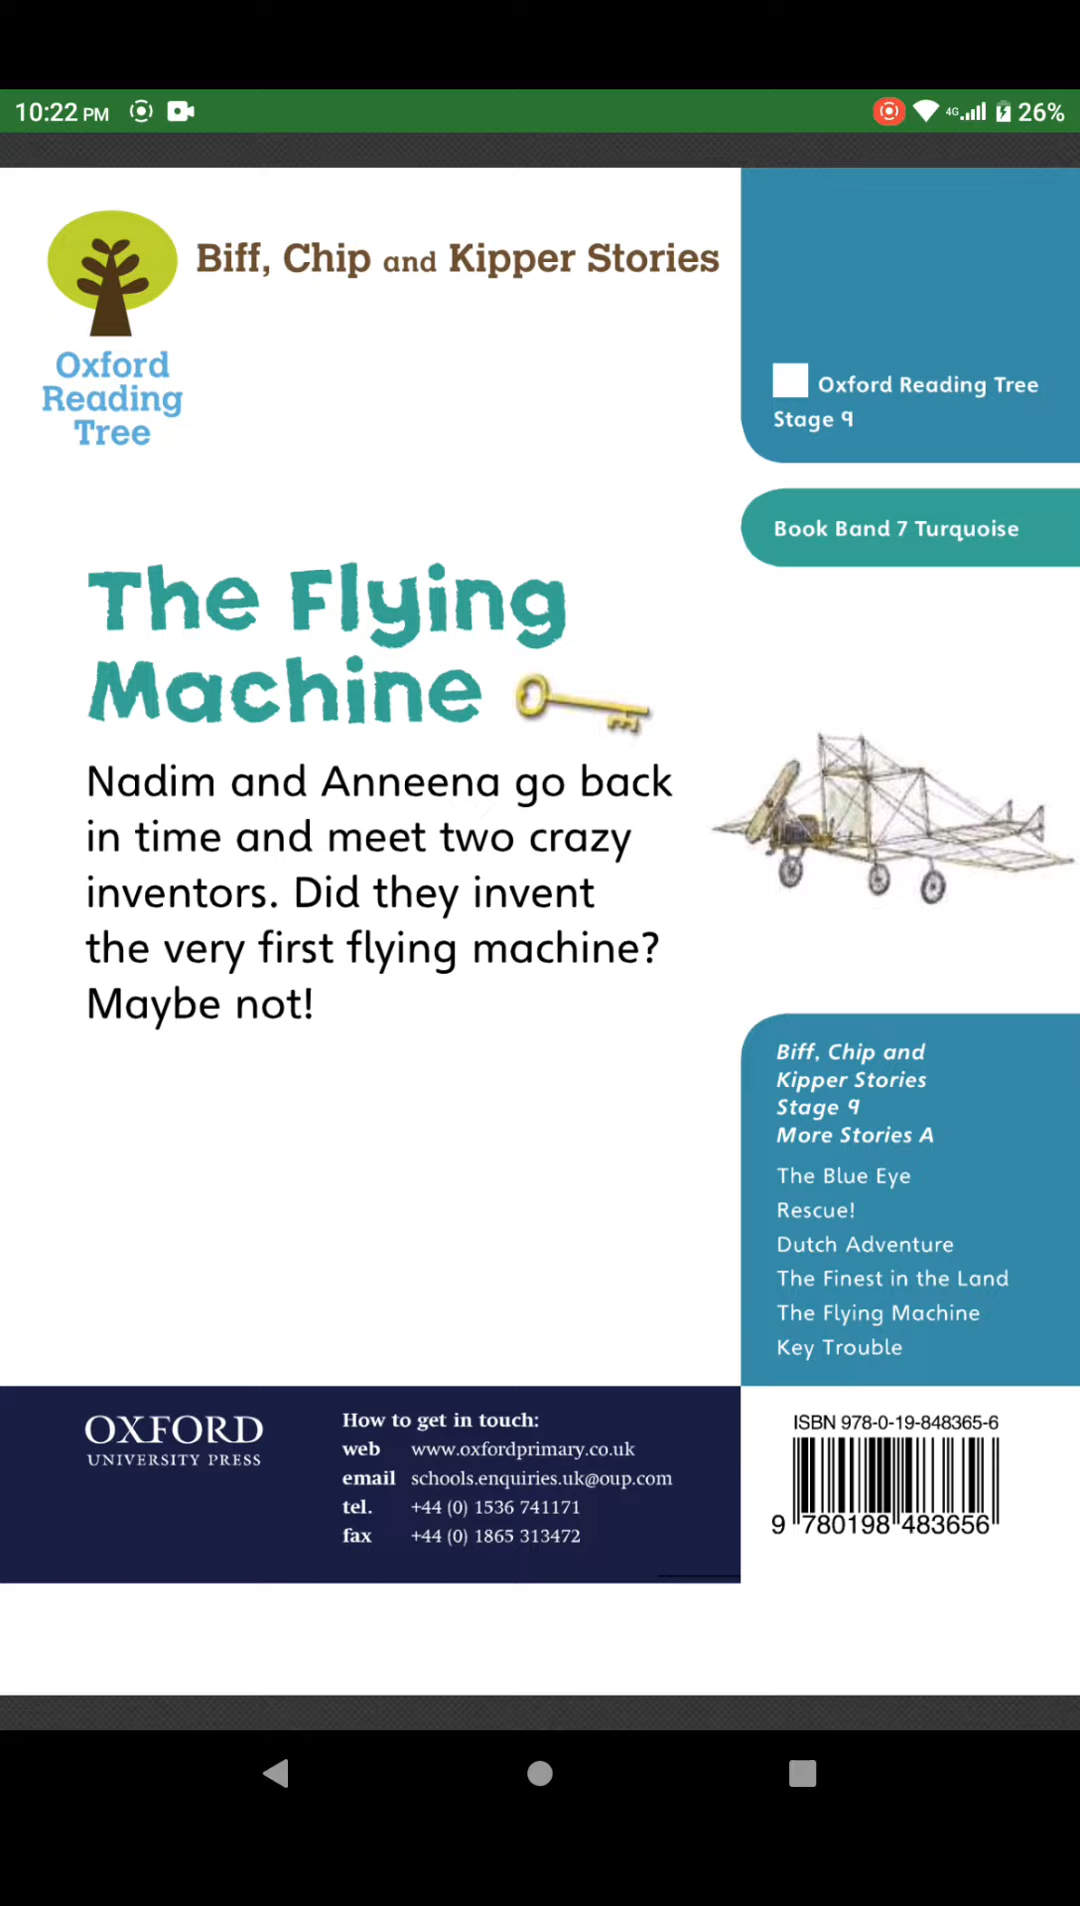 10:22 PM
4G
26%
Biff, Chip and Kipper Stories
Oxford
Reading
Tree
Oxford Reading Tree
Stage 9
Book Band 7 Turquoise
The Flying
Machine
Nadim and Anneena go back
in time and meet two crazy
inventors. Did they invent
the very first flying machine?
Maybe not!
Biff, Chip and
Kipper Stories
Stage 9
More Stories A
The Blue Eye
Rescue!
Dutch Adventure
The Finest in the Land
The Flying Machine
Key Trouble
OXFORD
UNIVERSITY PRESS
How to get in touch:
web www.oxfordprimary.co.uk
email schools.enquiries.uk@oup.com
tel. +44 (0) 1536 741171
fax +44 (0) 1865 313472
ISBN 978-0-19-848365-6
9 780198 483656